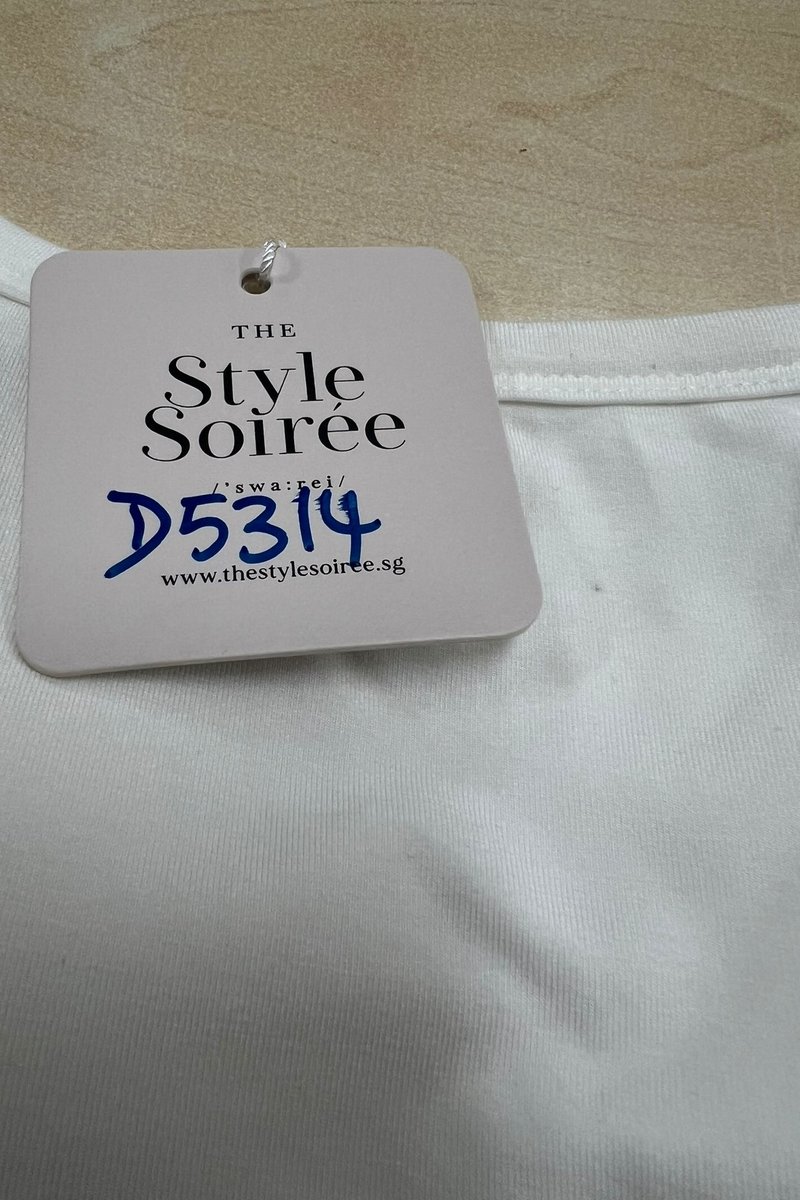 THE
Style
Soirée
/'swa:rei/
D5314
www.thestylesoiree.sg